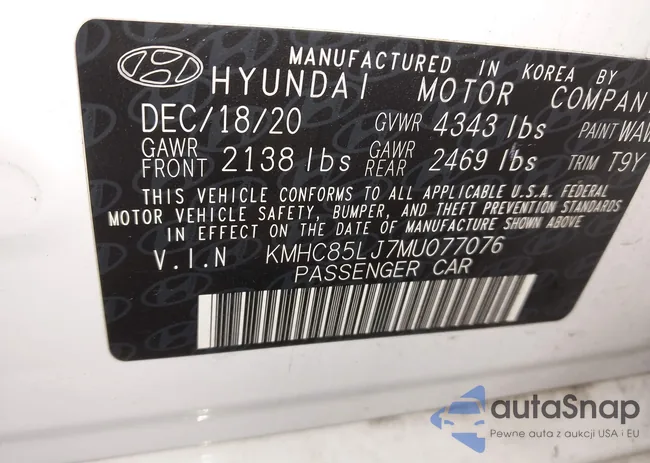 MANUFACTURED IN KOREA BY
HYUNDAI MOTOR COMPANY
DEC/18/20 GVWR 4343 lbs PAINT WAW
GAWR FRONT 2138 lbs GAWR REAR 2469 lbs TRIM T9Y
THIS VEHICLE CONFORMS TO ALL APPLICABLE U.S.A. FEDERAL
MOTOR VEHICLE SAFETY, BUMPER, AND THEFT PREVENTION STANDARDS
IN EFFECT ON THE DATE OF MANUFACTURE SHOWN ABOVE
V.I.N KMHC85LJ7MU077076
PASSENGER CAR
autaSnap
Pewne auta z aukcji USA i EU